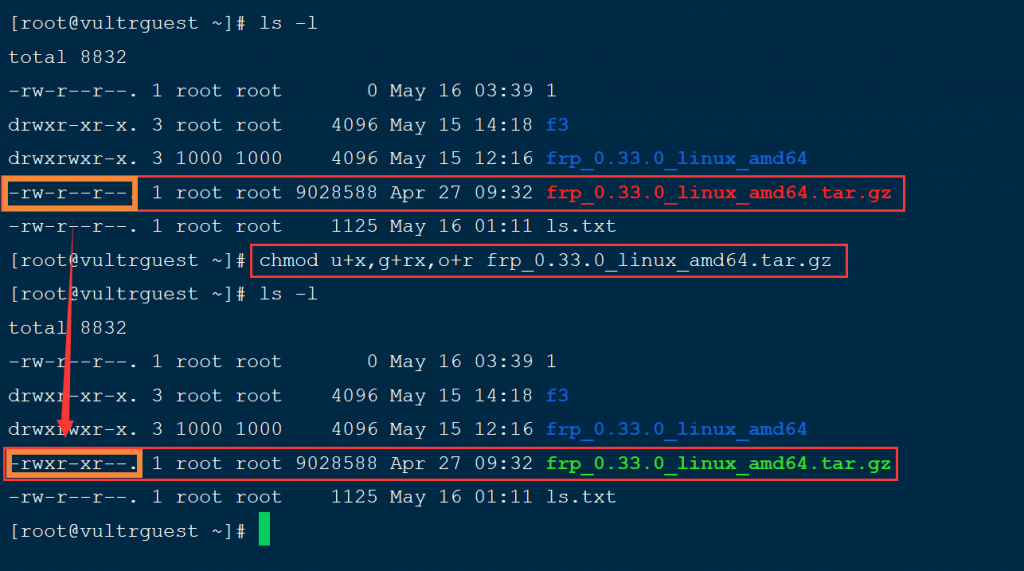 [root@vultrguest ~]# ls -l
total 8832
-rw-r--r--. 1 root root       0 May 16 03:39 1
drwxr-xr-x. 3 root root    4096 May 15 14:18 f3
drwxrwxr-x. 3 1000 1000    4096 May 15 12:16 frp_0.33.0_linux_amd64
-rw-r--r-- 1 root root 9028588 Apr 27 09:32 frp_0.33.0_linux_amd64.tar.gz
-rw-r--r--. 1 root root    1125 May 16 01:11 ls.txt
[root@vultrguest ~]# chmod u+x,g+rx,o+r frp_0.33.0_linux_amd64.tar.gz
[root@vultrguest ~]# ls -l
total 8832
-rw-r--r--. 1 root root       0 May 16 03:39 1
drwxr-xr-x. 3 root root    4096 May 15 14:18 f3
drwxrwxr-x. 3 1000 1000    4096 May 15 12:16 frp_0.33.0_linux_amd64
-rwxr-xr--. 1 root root 9028588 Apr 27 09:32 frp_0.33.0_linux_amd64.tar.gz
-rw-r--r--. 1 root root    1125 May 16 01:11 ls.txt
[root@vultrguest ~]#